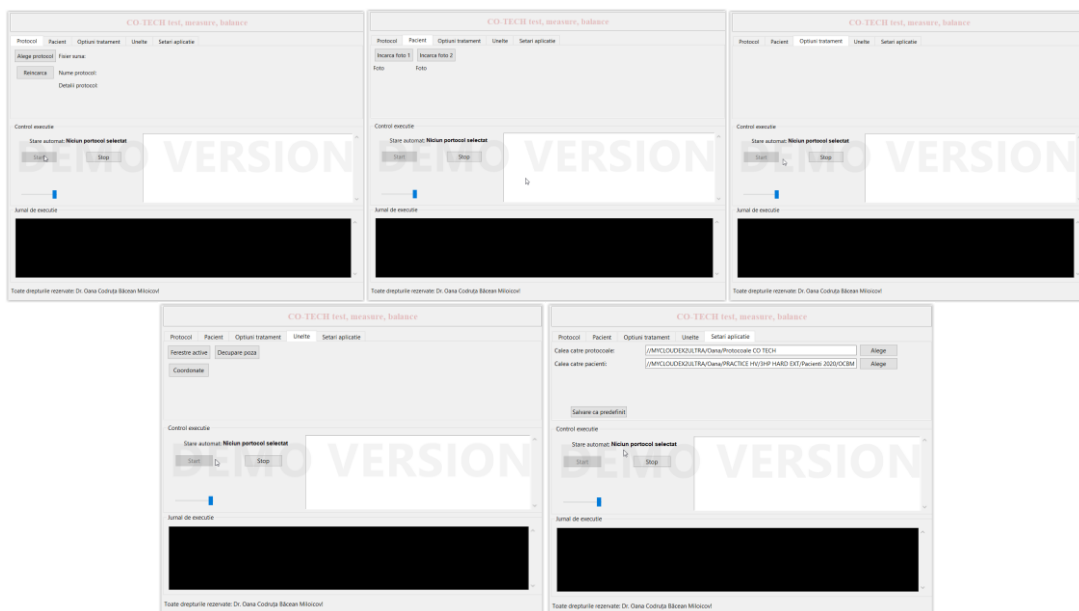 CO-TECH test, measure, balance
Protocol Pacient Optiuni tratament Unelte Setari aplicatie
Alege protocol Fisier sursa:
Reincarca Nume protocol:
Detalii protocol:
Control executie
Stare automat: Niciun portocol selectat
Start Stop
DEMO VERSION
Jurnal de executie
Toate drepturile rezervate: Dr. Oana Codruța Băcean Miloicov!
CO-TECH test, measure, balance
Protocol Pacient Optiuni tratament Unelte Setari aplicatie
Incarca foto 1 Incarca foto 2
Foto Foto
Control executie
Stare automat: Niciun portocol selectat
Start Stop
DEMO VERSION
Jurnal de executie
Toate drepturile rezervate: Dr. Oana Codruța Băcean Miloicov!
CO-TECH test, measure, balance
Protocol Pacient Optiuni tratament Unelte Setari aplicatie
Control executie
Stare automat: Niciun portocol selectat
Start Stop
DEMO VERSION
Jurnal de executie
Toate drepturile rezervate: Dr. Oana Codruța Băcean Miloicov!
CO-TECH test, measure, balance
Protocol Pacient Optiuni tratament Unelte Setari aplicatie
Ferestre active Decupare poza
Coordonate
Control executie
Stare automat: Niciun portocol selectat
Start Stop
DEMO VERSION
Jurnal de executie
Toate drepturile rezervate: Dr. Oana Codruța Băcean Miloicov!
CO-TECH test, measure, balance
Protocol Pacient Optiuni tratament Unelte Setari aplicatie
Calea catre protocoale: //MYCLOUDEX2ULTRA/Oana/Protocoale CO TECH Alege
Calea catre pacienti: //MYCLOUDEX2ULTRA/Oana/PRACTICE HV/3HP HARD EXT/Pacienti 2020/OCBM Alege
Salvare ca predefinit
Control executie
Stare automat: Niciun portocol selectat
Start Stop
DEMO VERSION
Jurnal de executie
Toate drepturile rezervate: Dr. Oana Codruța Băcean Miloicov!